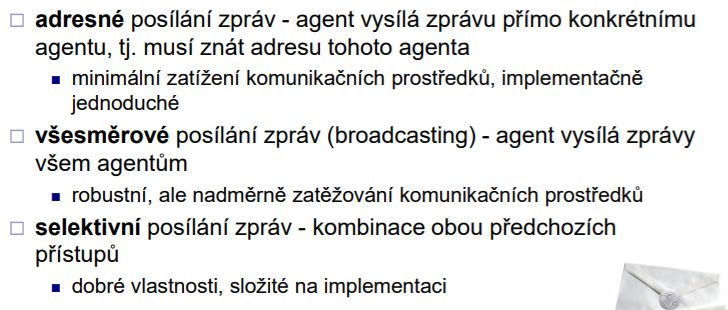 adresné posílání zpráv - agent vysílá zprávu přímo konkrétnímu
agentu, tj. musí znát adresu tohoto agenta
minimální zatížení komunikačních prostředků, implementačně
jednoduché
všesměrové posílání zpráv (broadcasting) - agent vysílá zprávy
všem agentům
robustní, ale nadměrně zatěžování komunikačních prostředků
selektivní posílání zpráv - kombinace obou předchozích
přístupů
dobré vlastnosti, složité na implementaci